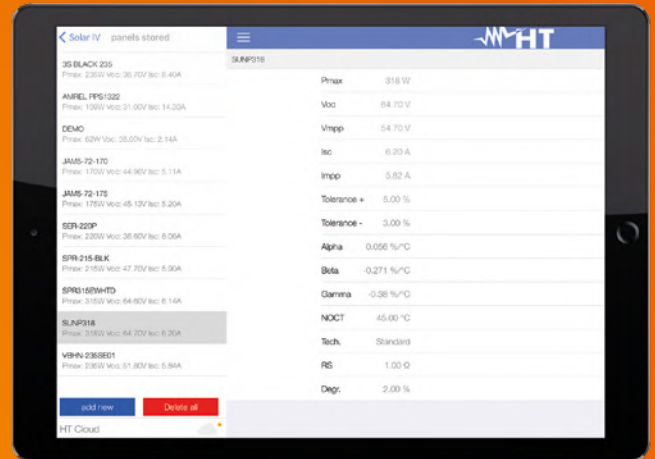 Solar IV
panels stored
3S BLACK 235
Pmax: 235W Voc: 36.70V Isc: 8.40A
AMREL PPS1322
Pmax: 109W Voc: 31.00V Isc: 14.20A
DEMO
Pmax: 62W Voc: 38.00V Isc: 2.14A
JAMS-72-170
Pmax: 170W Voc: 44.96V Isc: 5.11A
JAMS-72-175
Pmax: 175W Voc: 45.13V Isc: 5.20A
SER-220P
Pmax: 220W Voc: 36.60V Isc: 8.06A
SPR-215-BLK
Pmax: 215W Voc: 47.70V Isc: 5.90A
SPR315EWHTD
Pmax: 315W Voc: 64.60V Isc: 6.14A
SUNP318
Pmax: 318W Voc: 64.70V Isc: 6.20A
VBHN-235SE01
Pmax: 235W Voc: 51.80V Isc: 5.84A
add new
Delete all
HT Cloud
HT
SUNP318
Pmax 318 W
Voc 64.70 V
Vmpp 54.70 V
Isc 6.20 A
Impp 5.82 A
Tolerance + 5.00 %
Tolerance - 3.00 %
Alpha 0.056 %/°C
Beta -0.271 %/°C
Gamma -0.38 %/°C
NOCT 45.00 °C
Tech. Standard
RS 1.00 Ω
Degr. 2.00 %